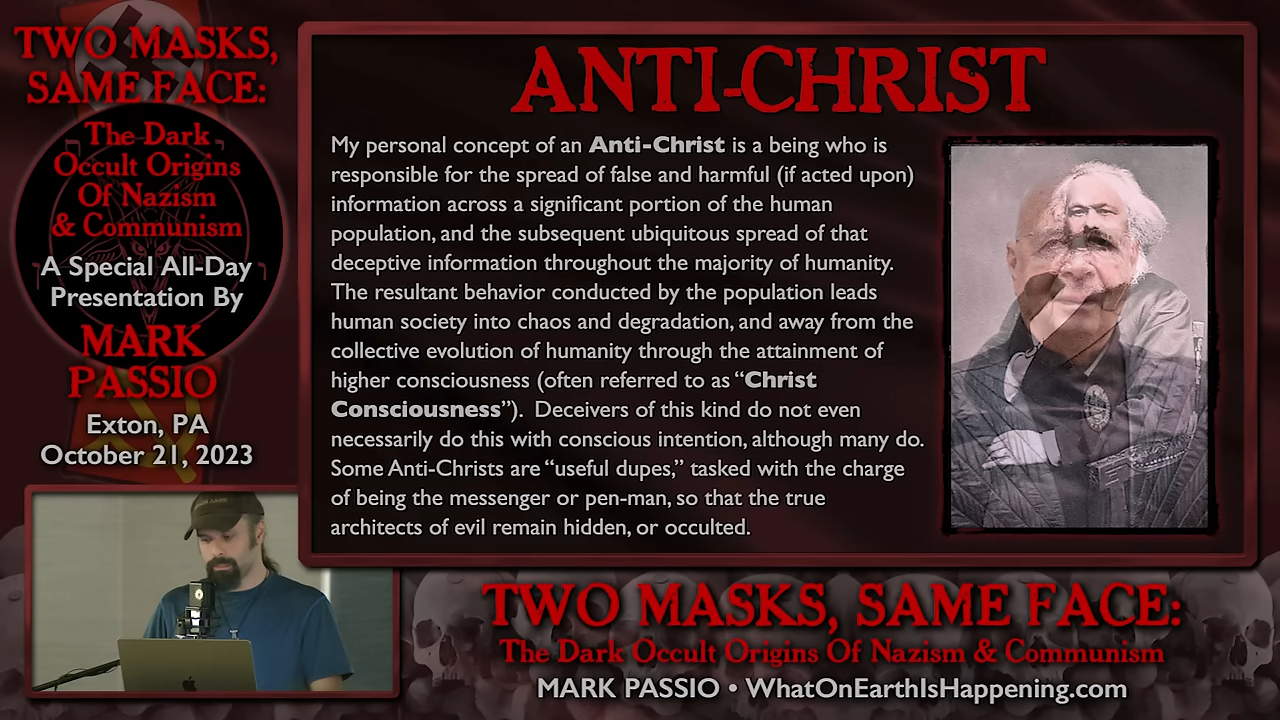 TWO MASKS,
SAME FACE:
The Dark
Occult Origins
Of Nazism
& Communism
A Special All-Day
Presentation By
MARK
PASSIO
Exton, PA
October 21, 2023
ANTI-CHRIST
My personal concept of an Anti-Christ is a being who is
responsible for the spread of false and harmful (if acted upon)
information across a significant portion of the human
population, and the subsequent ubiquitous spread of that
deceptive information throughout the majority of humanity.
The resultant behavior conducted by the population leads
human society into chaos and degradation, and away from the
collective evolution of humanity through the attainment of
higher consciousness (often referred to as “Christ
Consciousness”).  Deceivers of this kind do not even
necessarily do this with conscious intention, although many do.
Some Anti-Christs are “useful dupes,” tasked with the charge
of being the messenger or pen-man, so that the true
architects of evil remain hidden, or occulted.
TWO MASKS, SAME FACE:
The Dark Occult Origins Of Nazism & Communism
MARK PASSIO • WhatOnEarthIsHappening.com